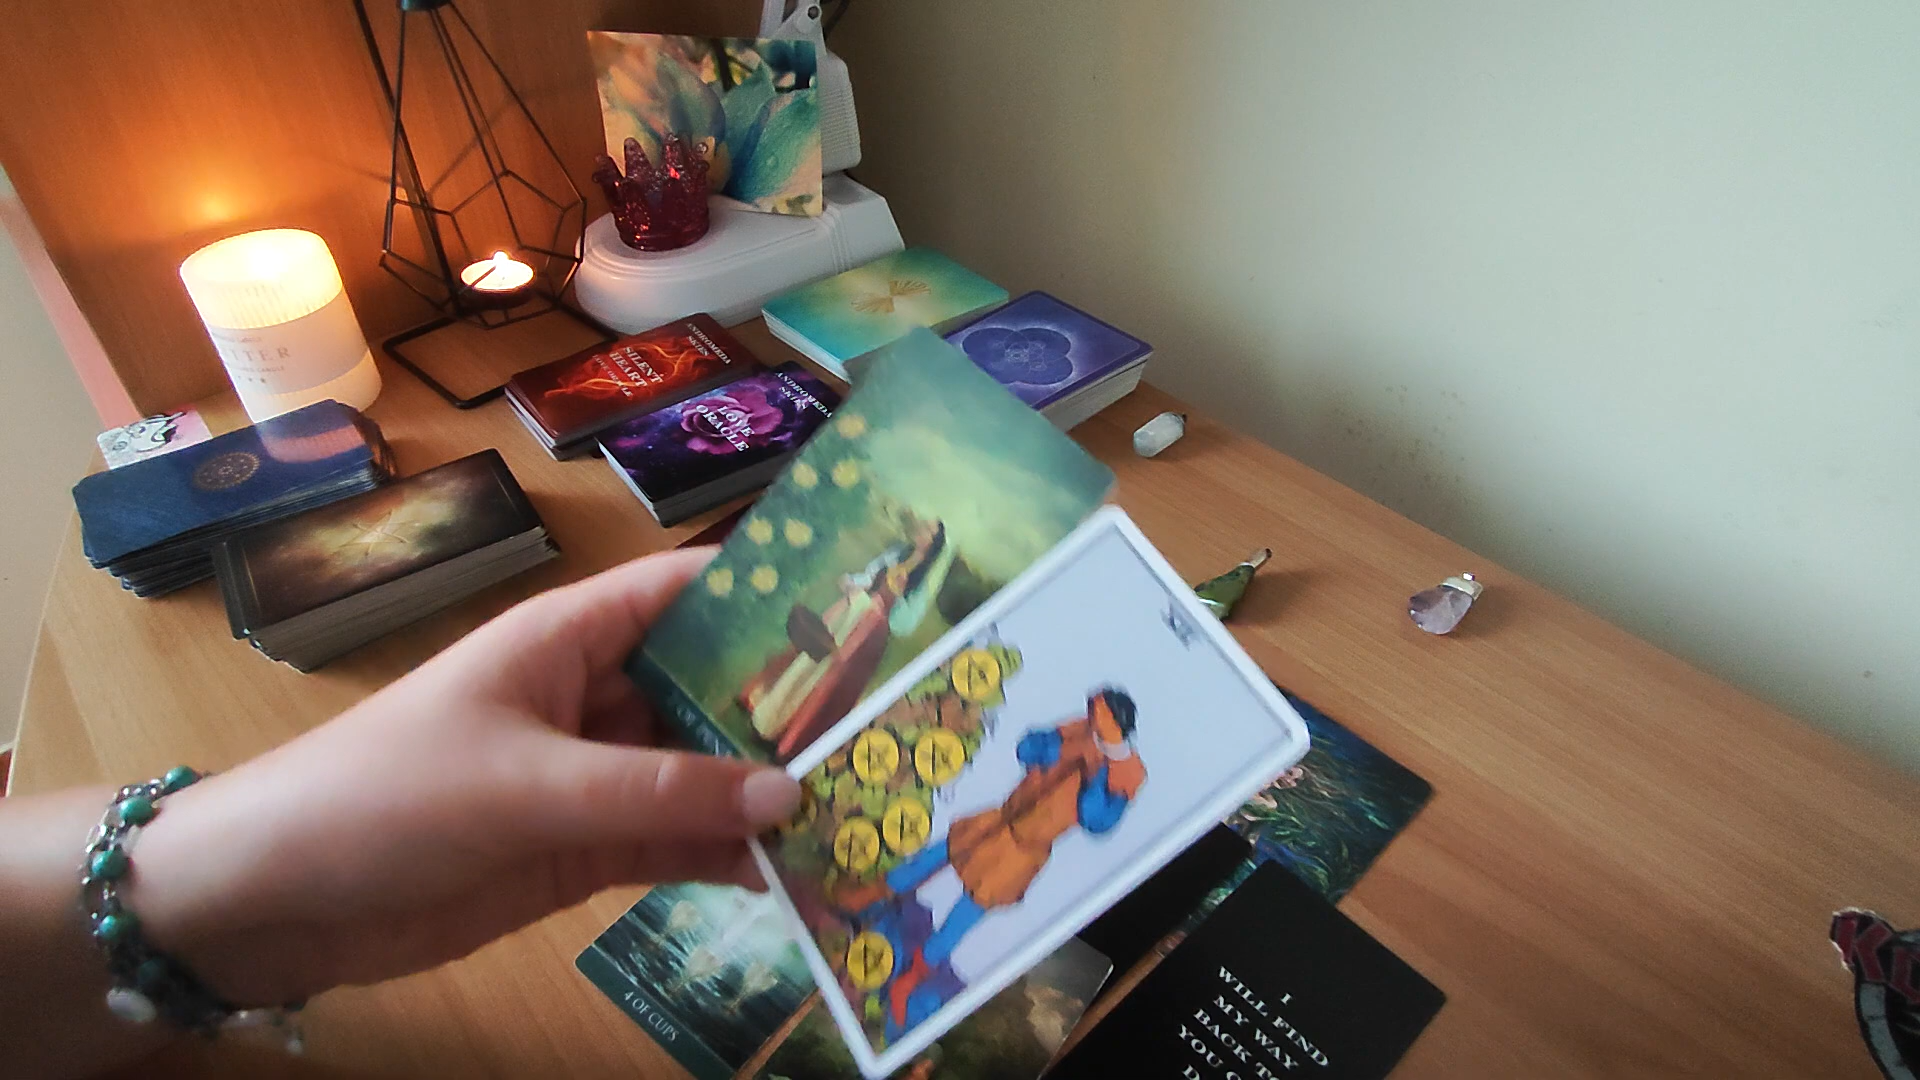 SILENT
HEART
LOVE ORACLE
ANDROMEDA
SKIES
LOVE
ORACLE
ANDROMEDA
SKIES
4 OF CUPS
I
WILL FIND
MY WAY
BACK TO
YOU